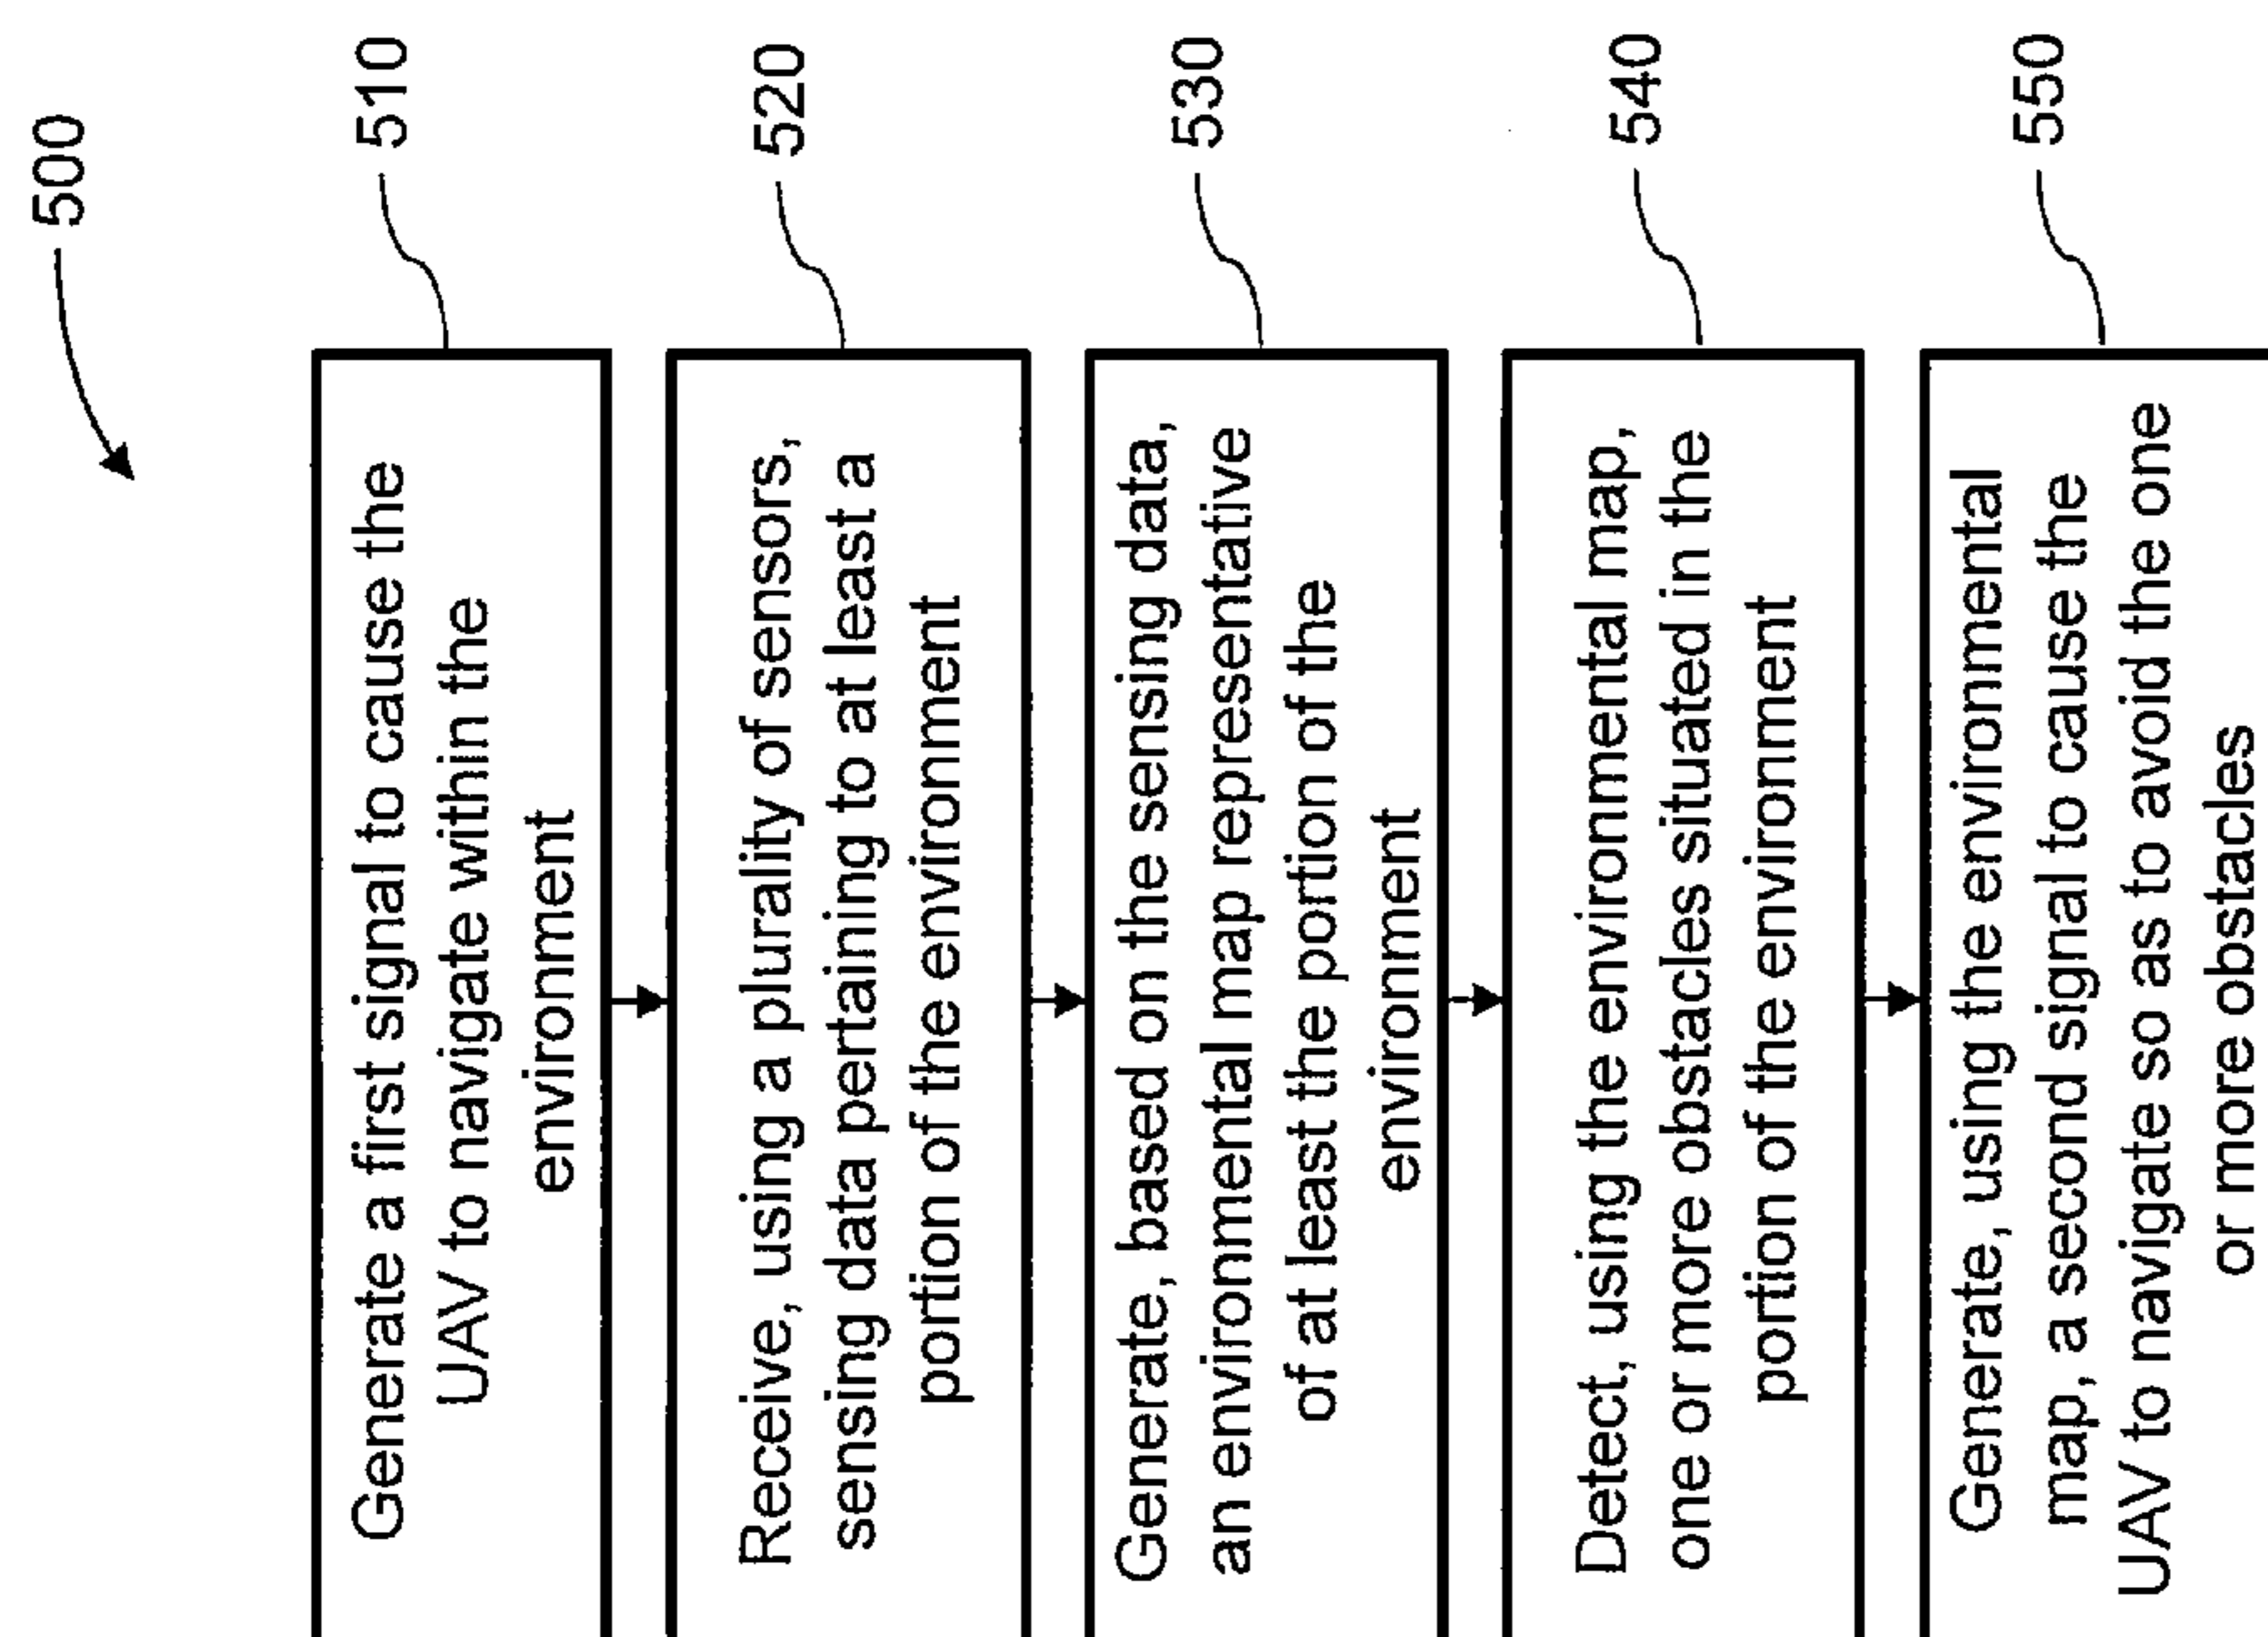 500
Generate a first signal to cause the
UAV to navigate within the
environment
510
Receive, using a plurality of sensors,
sensing data pertaining to at least a
portion of the environment
520
Generate, based on the sensing data,
an environmental map representative
of at least the portion of the
environment
530
Detect, using the environmental map,
one or more obstacles situated in the
portion of the environment
540
Generate, using the environmental
map, a second signal to cause the
UAV to navigate so as to avoid the one
or more obstacles
550